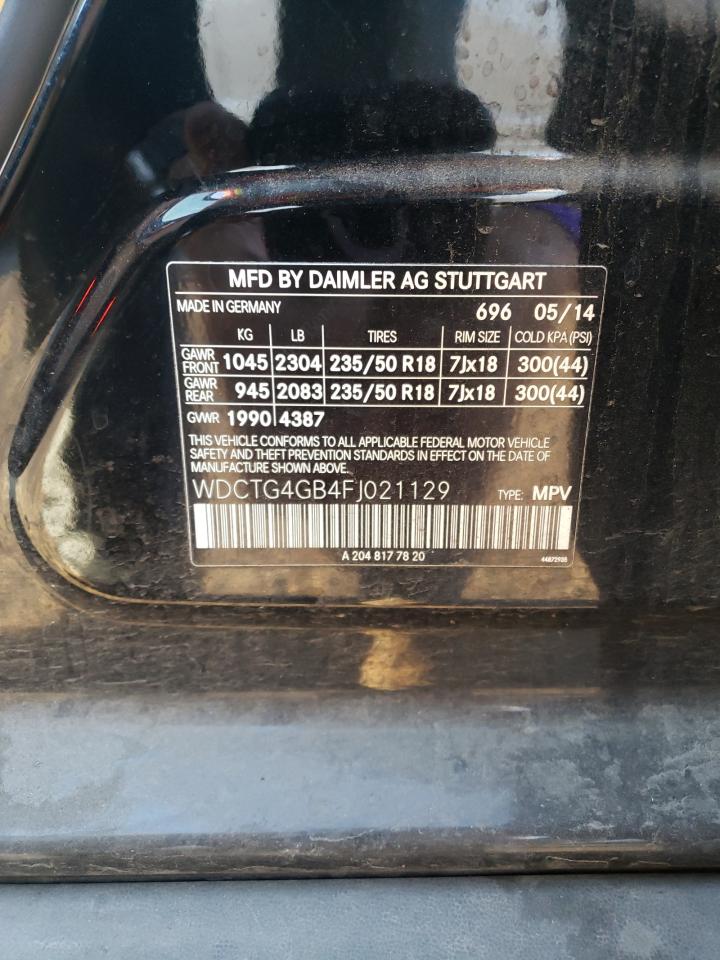 MFD BY DAIMLER AG STUTTGART
MADE IN GERMANY 696 05/14
KG LB TIRES RIM SIZE COLD KPA (PSI)
GAWR FRONT 1045 2304 235/50 R18 7Jx18 300(44)
GAWR REAR 945 2083 235/50 R18 7Jx18 300(44)
GVWR 1990 4387
THIS VEHICLE CONFORMS TO ALL APPLICABLE FEDERAL MOTOR VEHICLE
SAFETY AND THEFT PREVENTION STANDARDS IN EFFECT ON THE DATE OF
MANUFACTURE SHOWN ABOVE.
WDCTG4GB4FJ021129 TYPE: MPV
A 204 817 78 20